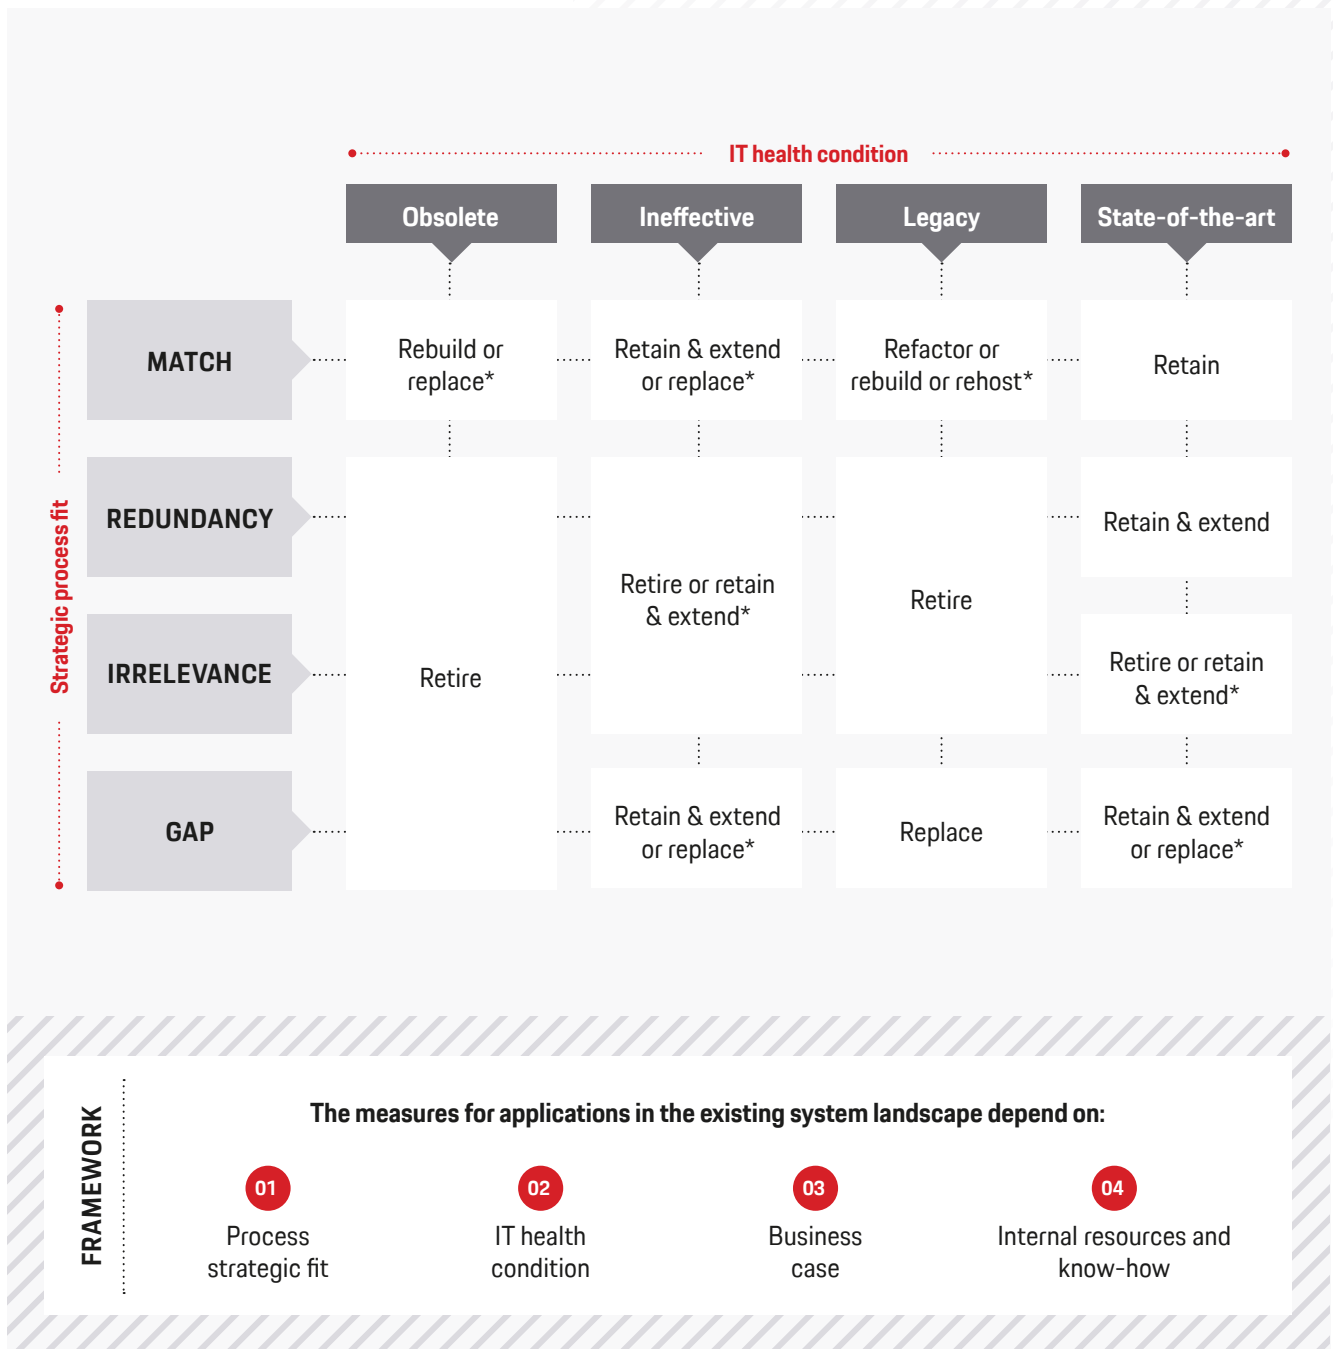 IT health condition
Obsolete
Ineffective
Legacy
State-of-the-art
Strategic process fit
MATCH
Rebuild or
replace*
Retain & extend
or replace*
Refactor or
rebuild or rehost*
Retain
REDUNDANCY
Retain & extend
Retire or retain
& extend*
Retire
IRRELEVANCE
Retire
Retire or retain
& extend*
GAP
Retain & extend
or replace*
Replace
Retain & extend
or replace*
FRAMEWORK
The measures for applications in the existing system landscape depend on:
01
Process
strategic fit
02
IT health
condition
03
Business
case
04
Internal resources and
know-how